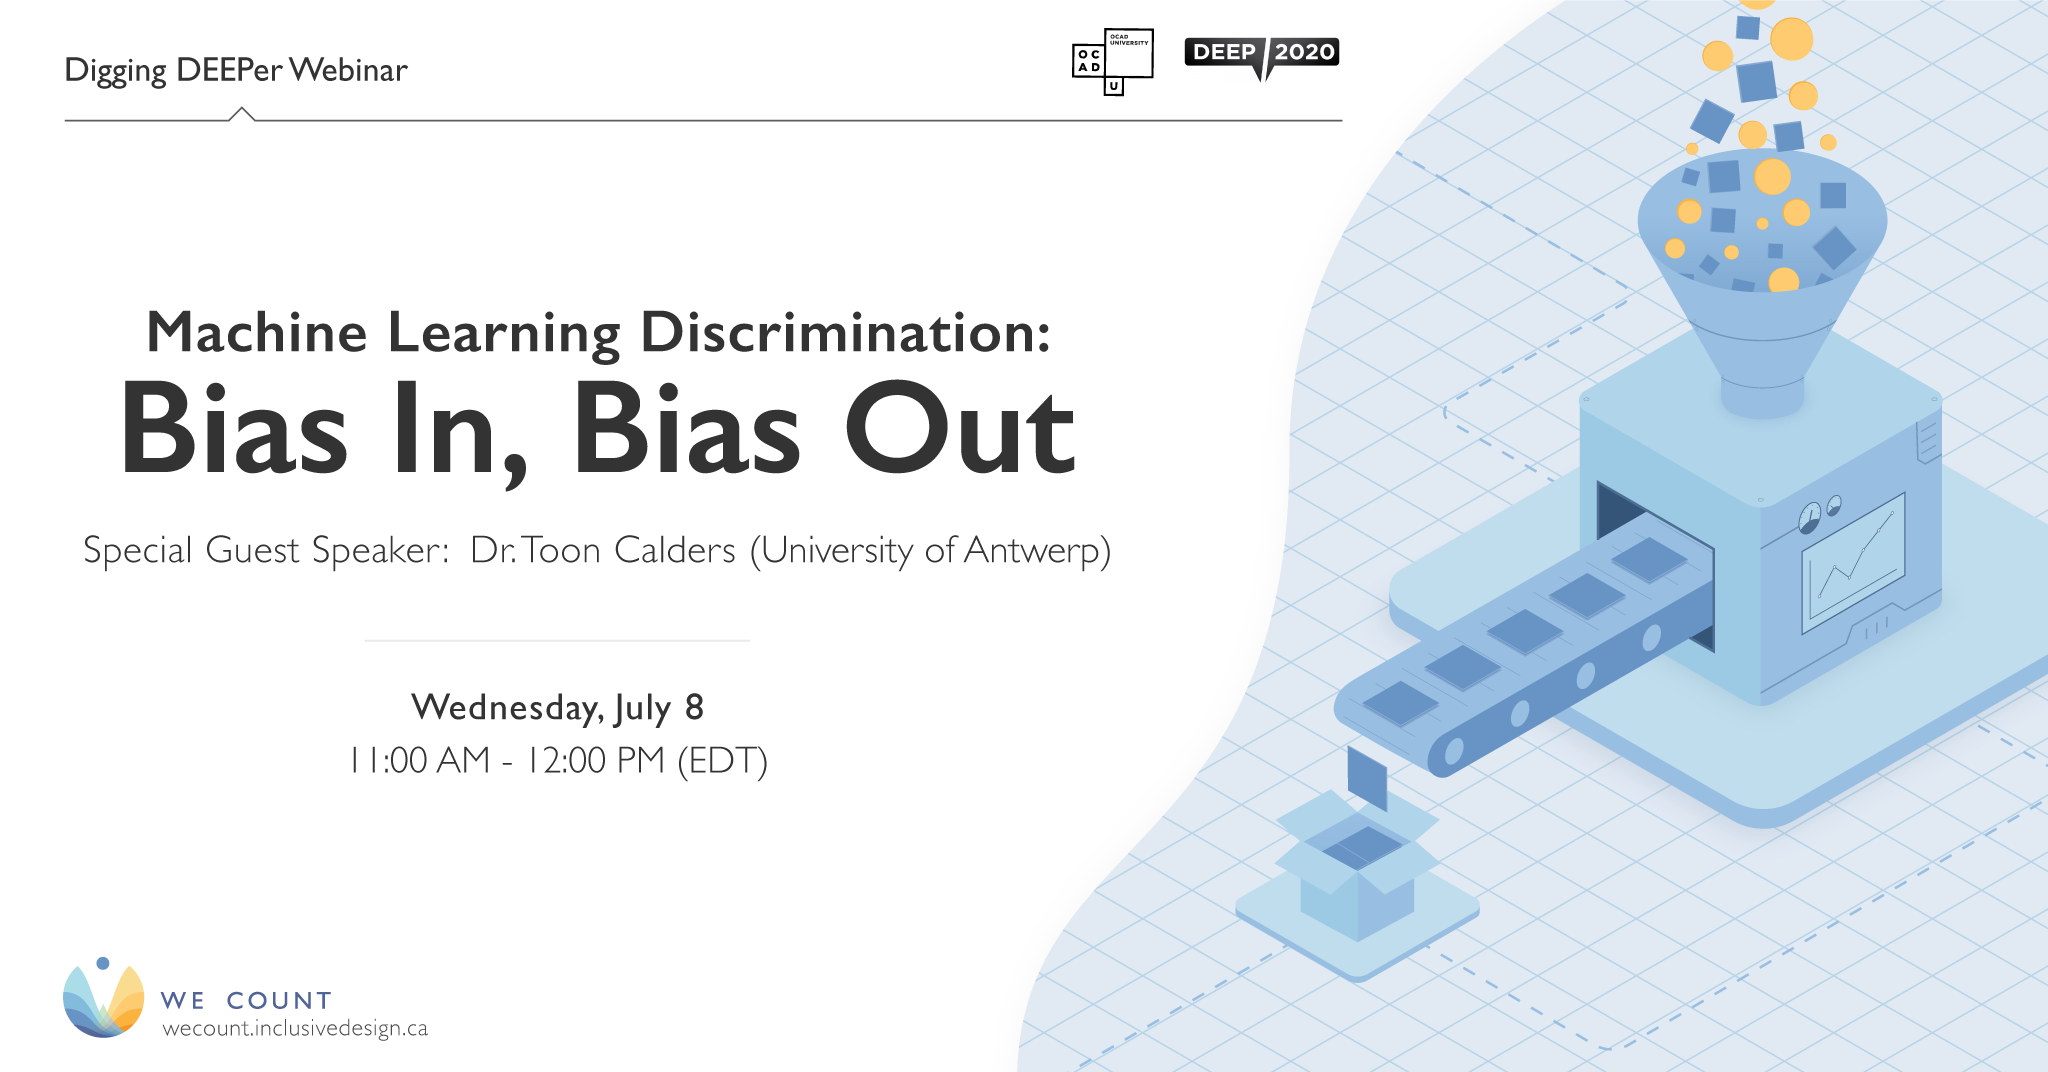 Digging DEEPer Webinar
OC
AD
U
OCAD
UNIVERSITY
DEEP 2020
Machine Learning Discrimination:
Bias In, Bias Out
Special Guest Speaker: Dr. Toon Calders (University of Antwerp)
Wednesday, July 8
11:00 AM - 12:00 PM (EDT)
WE COUNT
wecount.inclusivedesign.ca